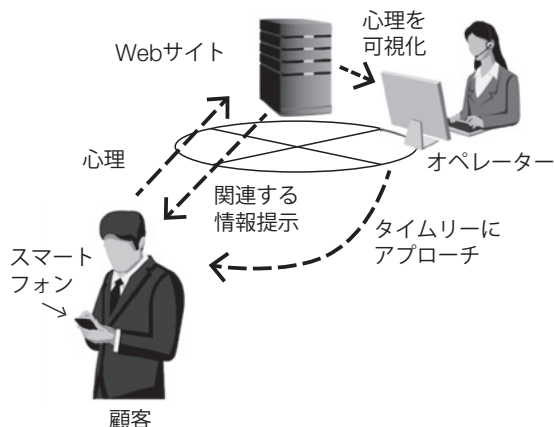 心理を
可視化
Webサイト
オペレーター
心理
関連する
情報提示
タイムリーに
アプローチ
スマート
フォン
顧客